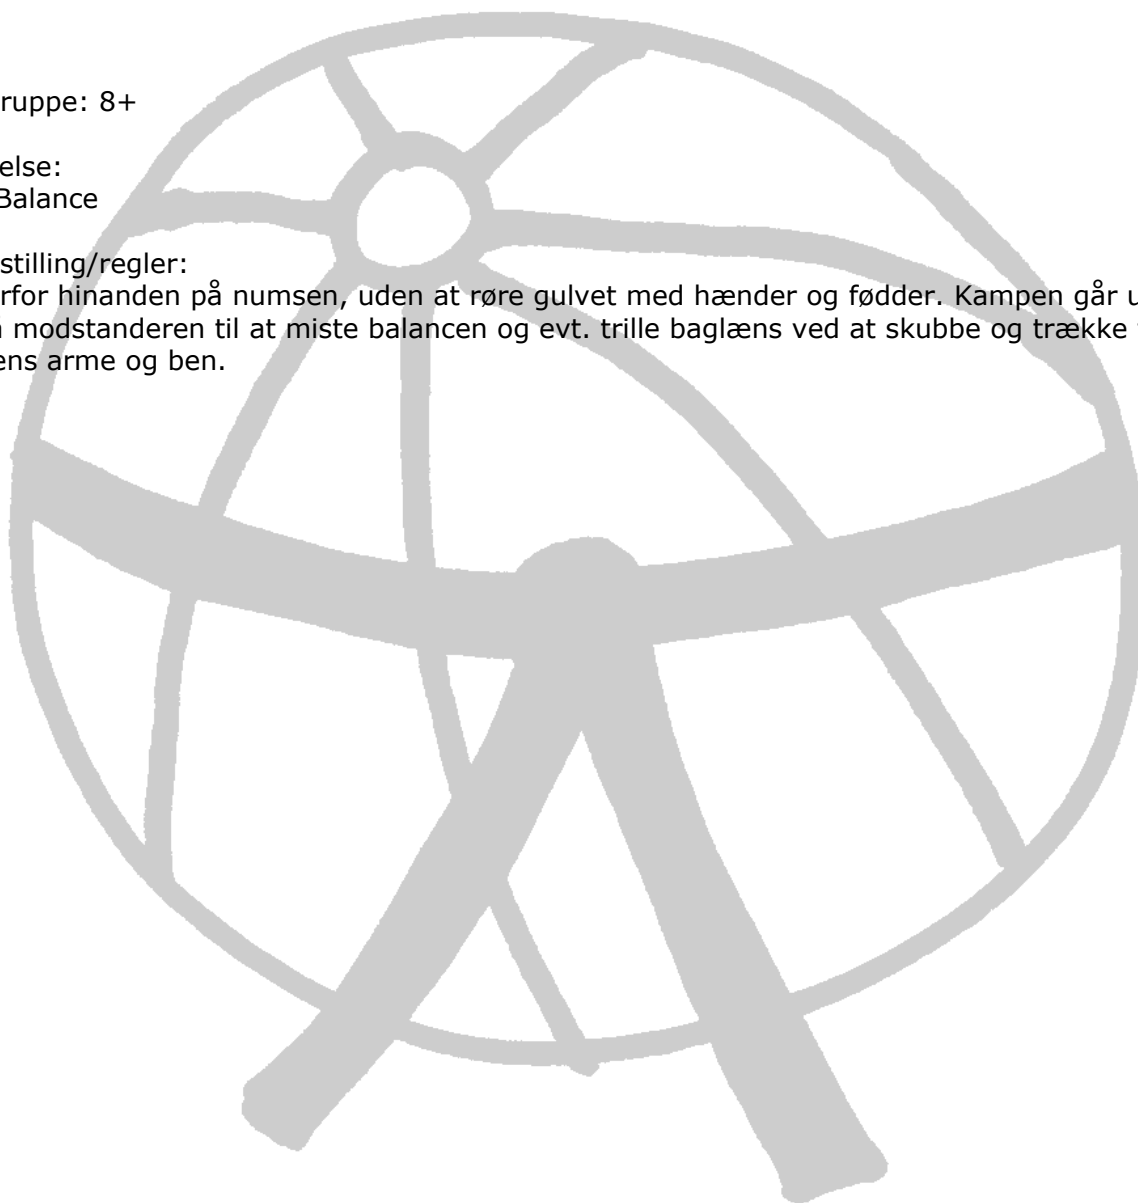 ruppe: 8+
else:
Balance
stilling/regler:
rfor hinanden på numsen, uden at røre gulvet med hænder og fødder. Kampen går u
modstanderen til at miste balancen og evt. trille baglæns ved at skubbe og trække
ens arme og ben.